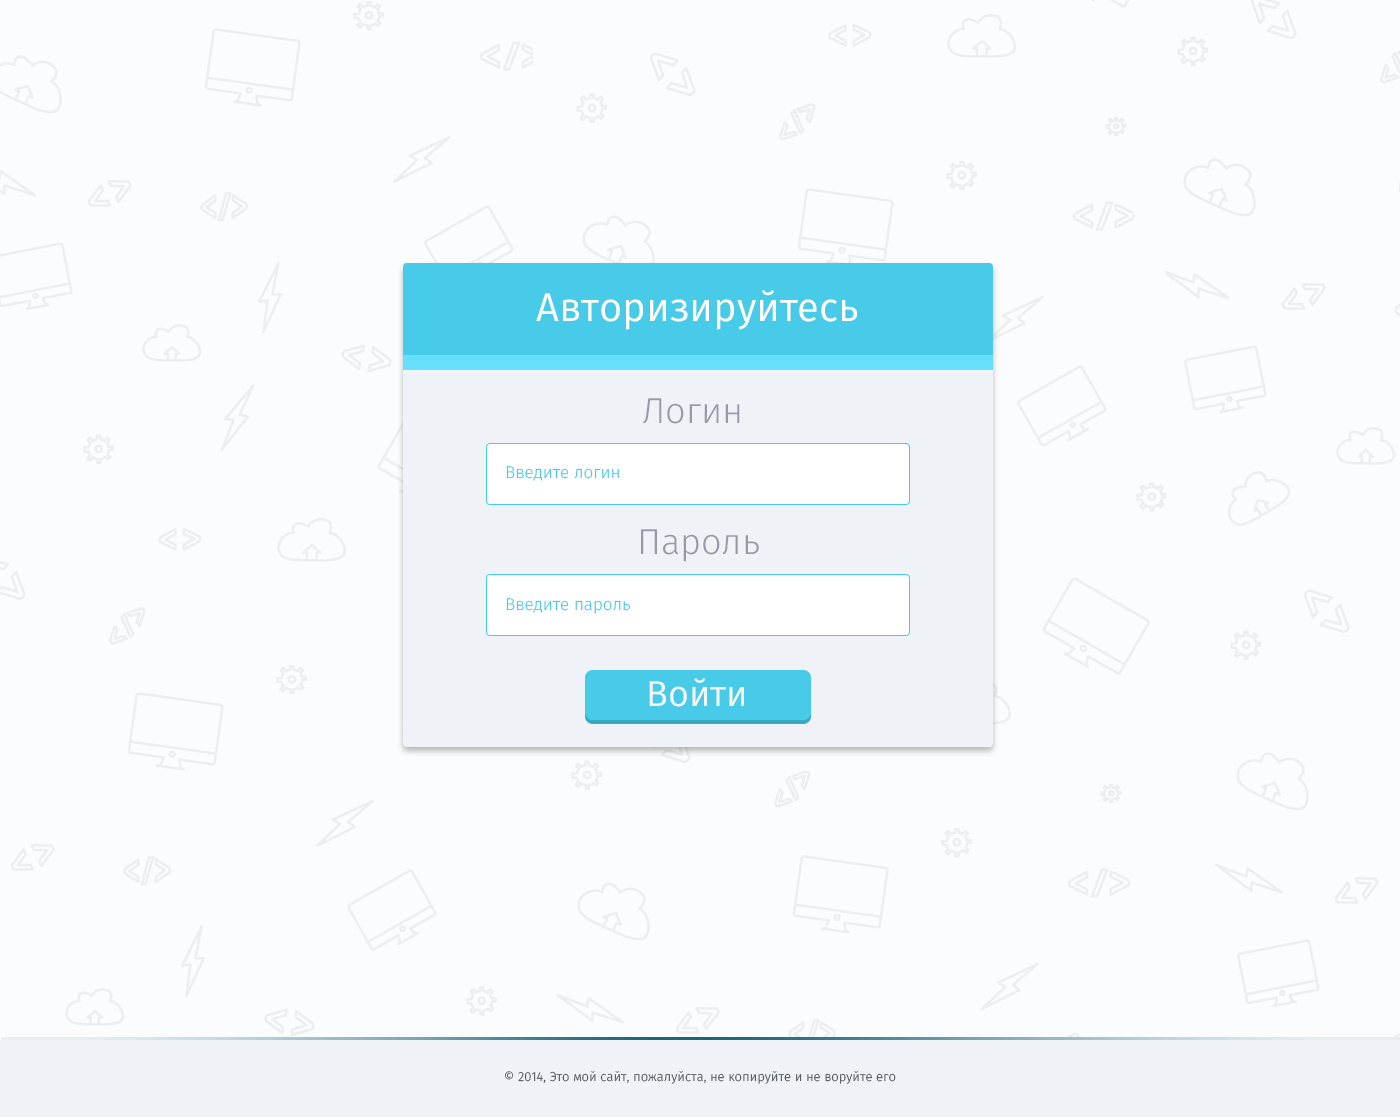 Авторизируйтесь
Логин
Введите логин
Пароль
Введите пароль
Войти
© 2014, Это мой сайт, пожалуйста, не копируйте и не воруйте его